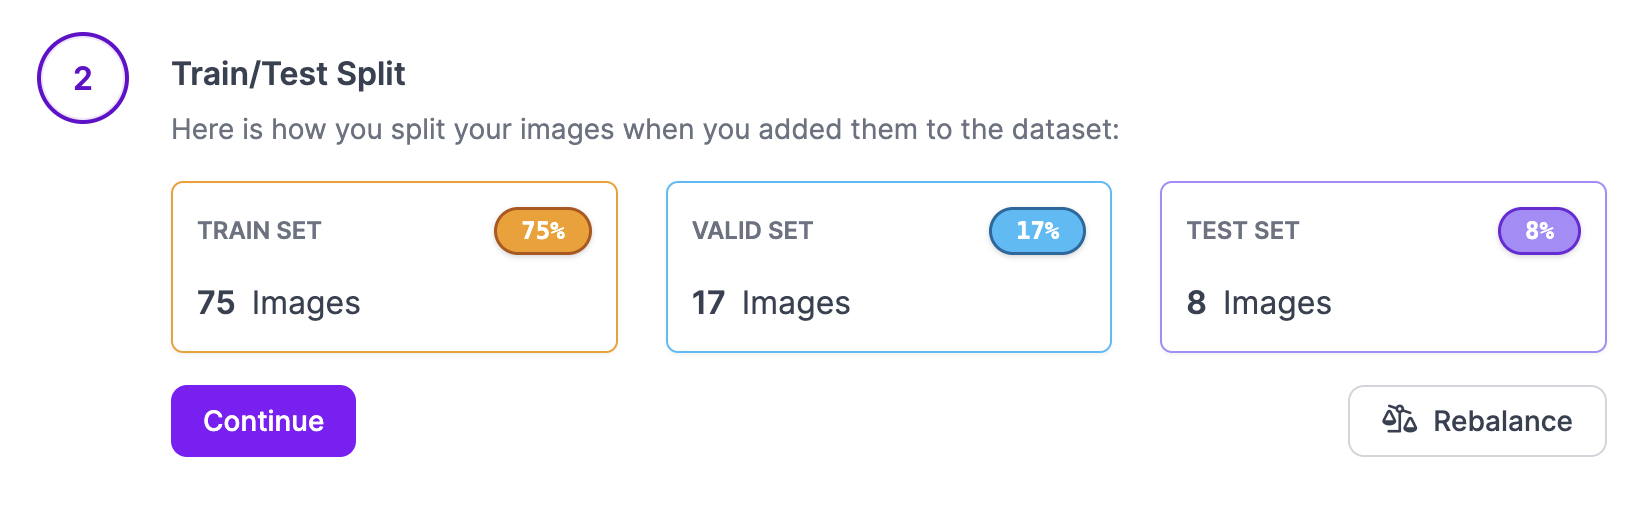 2
Train/Test Split
Here is how you split your images when you added them to the dataset:
TRAIN SET 75%
75 Images
VALID SET 17%
17 Images
TEST SET 8%
8 Images
Continue
Rebalance